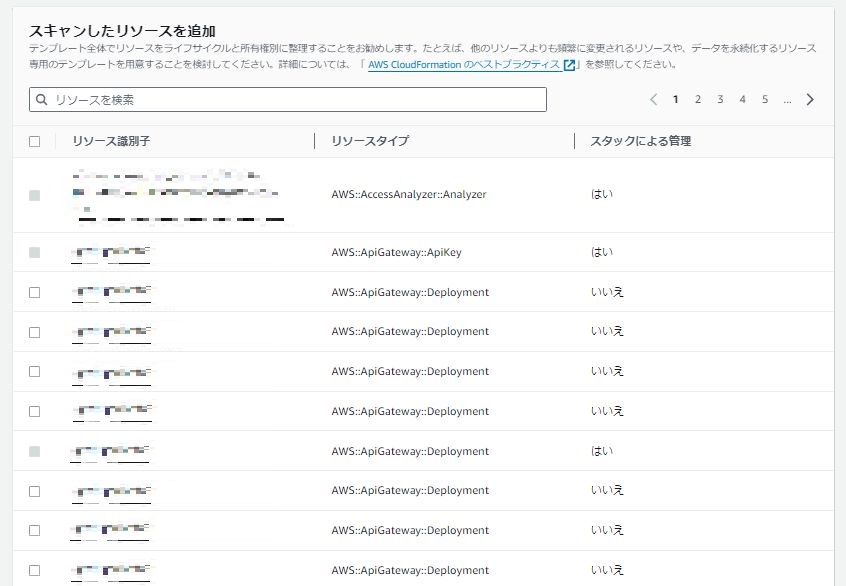 スキャンしたリソースを追加
テンプレート全体でリソースをライフサイクルと所有権別に整理することをお勧めします。たとえば、他のリソースよりも頻繁に変更されるリソースや、データを永続化するリソース
専用のテンプレートを用意することを検討してください。詳細については、「 AWS CloudFormation のベストプラクティス 」を参照してください。
リソースを検索
1 2 3 4 5 ...
リソース識別子 リソースタイプ スタックによる管理
AWS::AccessAnalyzer::Analyzer はい
AWS::ApiGateway::ApiKey はい
AWS::ApiGateway::Deployment いいえ
AWS::ApiGateway::Deployment いいえ
AWS::ApiGateway::Deployment いいえ
AWS::ApiGateway::Deployment いいえ
AWS::ApiGateway::Deployment はい
AWS::ApiGateway::Deployment いいえ
AWS::ApiGateway::Deployment いいえ
AWS::ApiGateway::Deployment いいえ